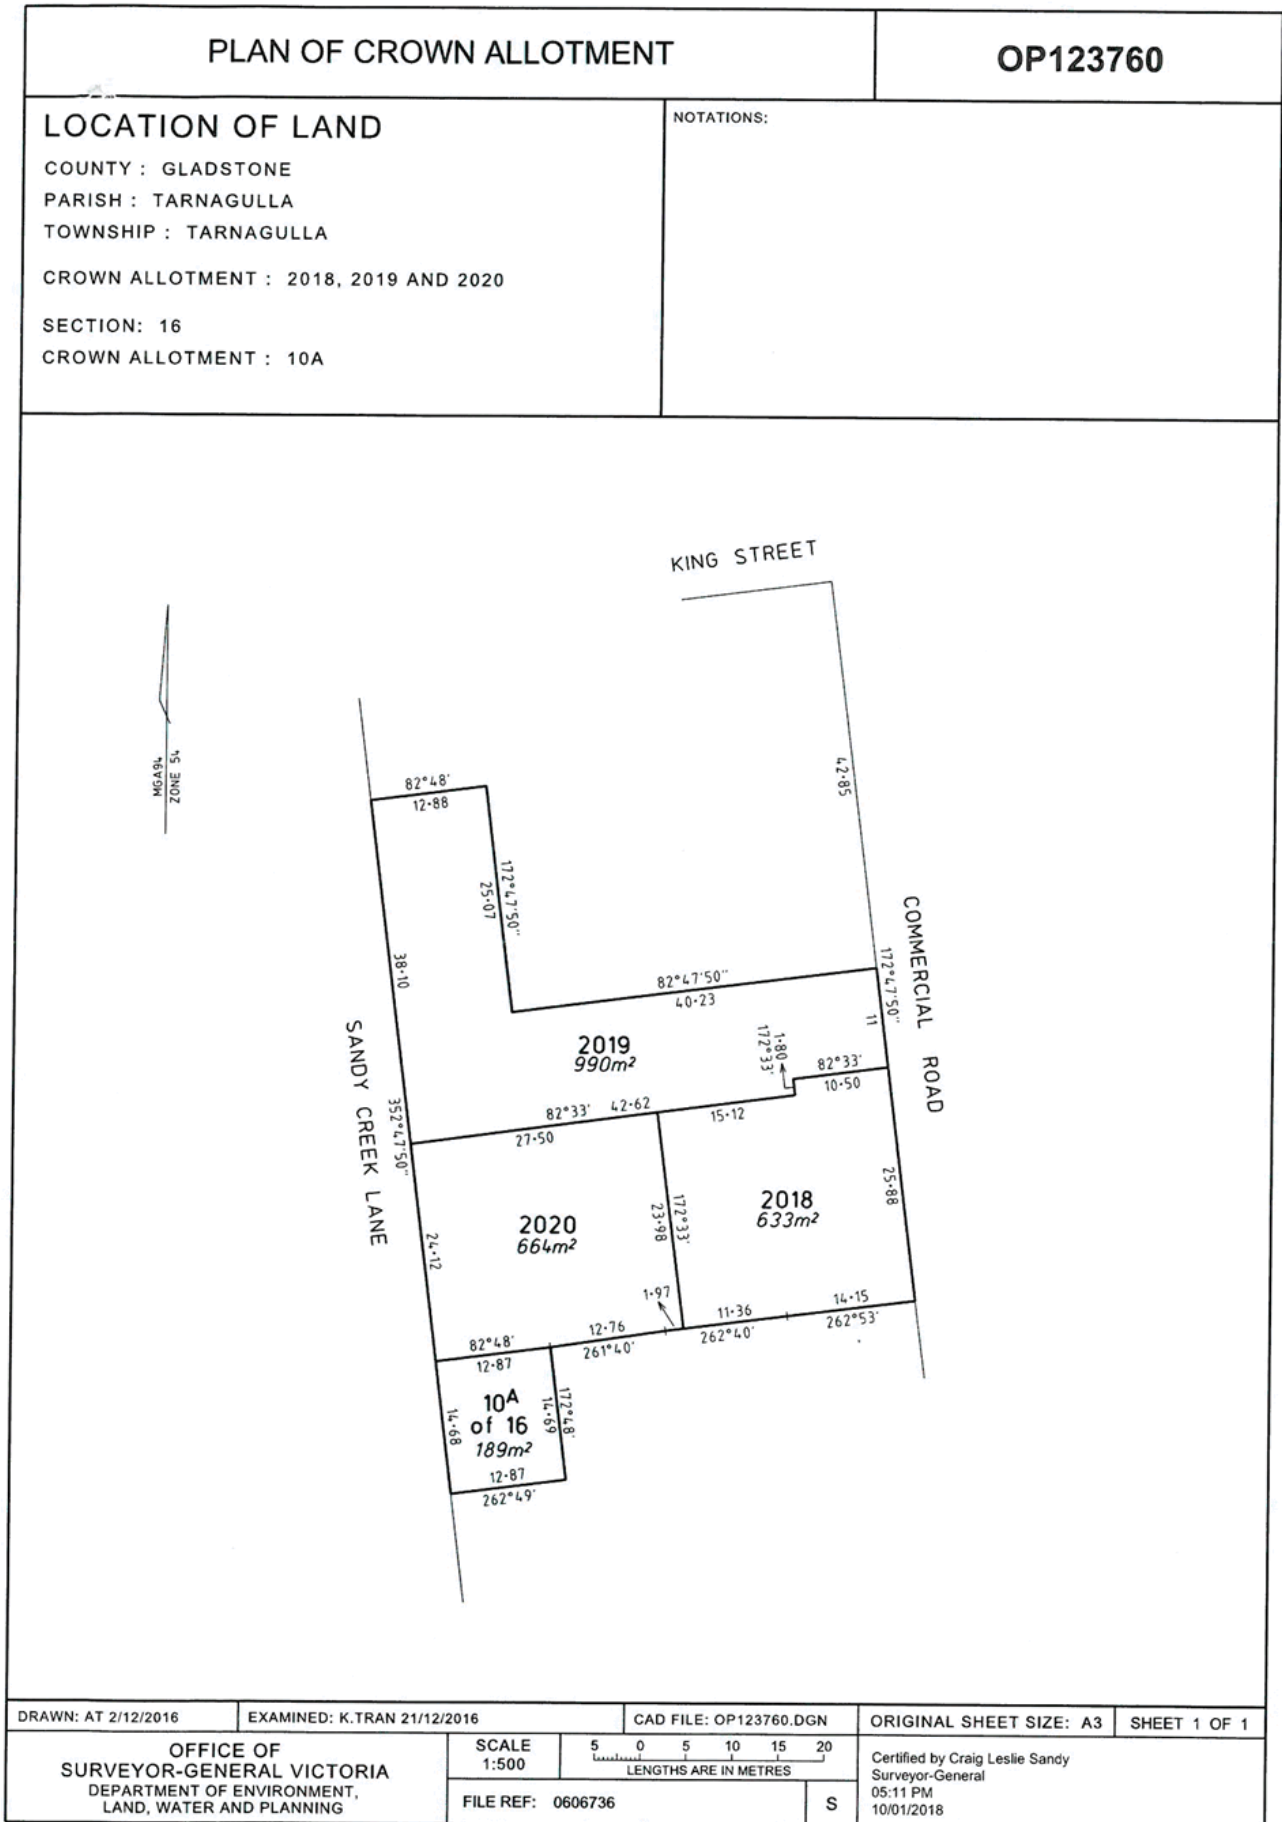 PLAN OF CROWN ALLOTMENT
OP123760
LOCATION OF LAND
COUNTY : GLADSTONE
PARISH : TARNAGULLA
TOWNSHIP : TARNAGULLA
CROWN ALLOTMENT : 2018, 2019 AND 2020
SECTION: 16
CROWN ALLOTMENT : 10A
NOTATIONS:
KING STREET
MGA94
ZONE 54
42·85
82°48'
12·88
172°47'50"
25·07
38·10
COMMERCIAL ROAD
172°47'50"
11
82°47'50"
40·23
2019
990m²
1·80
172°33'
82°33'
10·50
SANDY CREEK LANE
352°47'50"
82°33' 42·62
27·50
15·12
2018
633m²
25·88
172°33'
23·98
2020
664m²
24·12
1·97
14·15
262°53'
11·36
262°40'
12·76
261°40'
82°48'
12·87
10A
of 16
189m²
14·68
172°48'
14·69
12·87
262°49'
DRAWN: AT 2/12/2016
EXAMINED: K.TRAN 21/12/2016
CAD FILE: OP123760.DGN
ORIGINAL SHEET SIZE: A3
SHEET 1 OF 1
OFFICE OF
SURVEYOR-GENERAL VICTORIA
DEPARTMENT OF ENVIRONMENT,
LAND, WATER AND PLANNING
SCALE
1:500
5 0 5 10 15 20
LENGTHS ARE IN METRES
FILE REF: 0606736
S
Certified by Craig Leslie Sandy
Surveyor-General
05:11 PM
10/01/2018